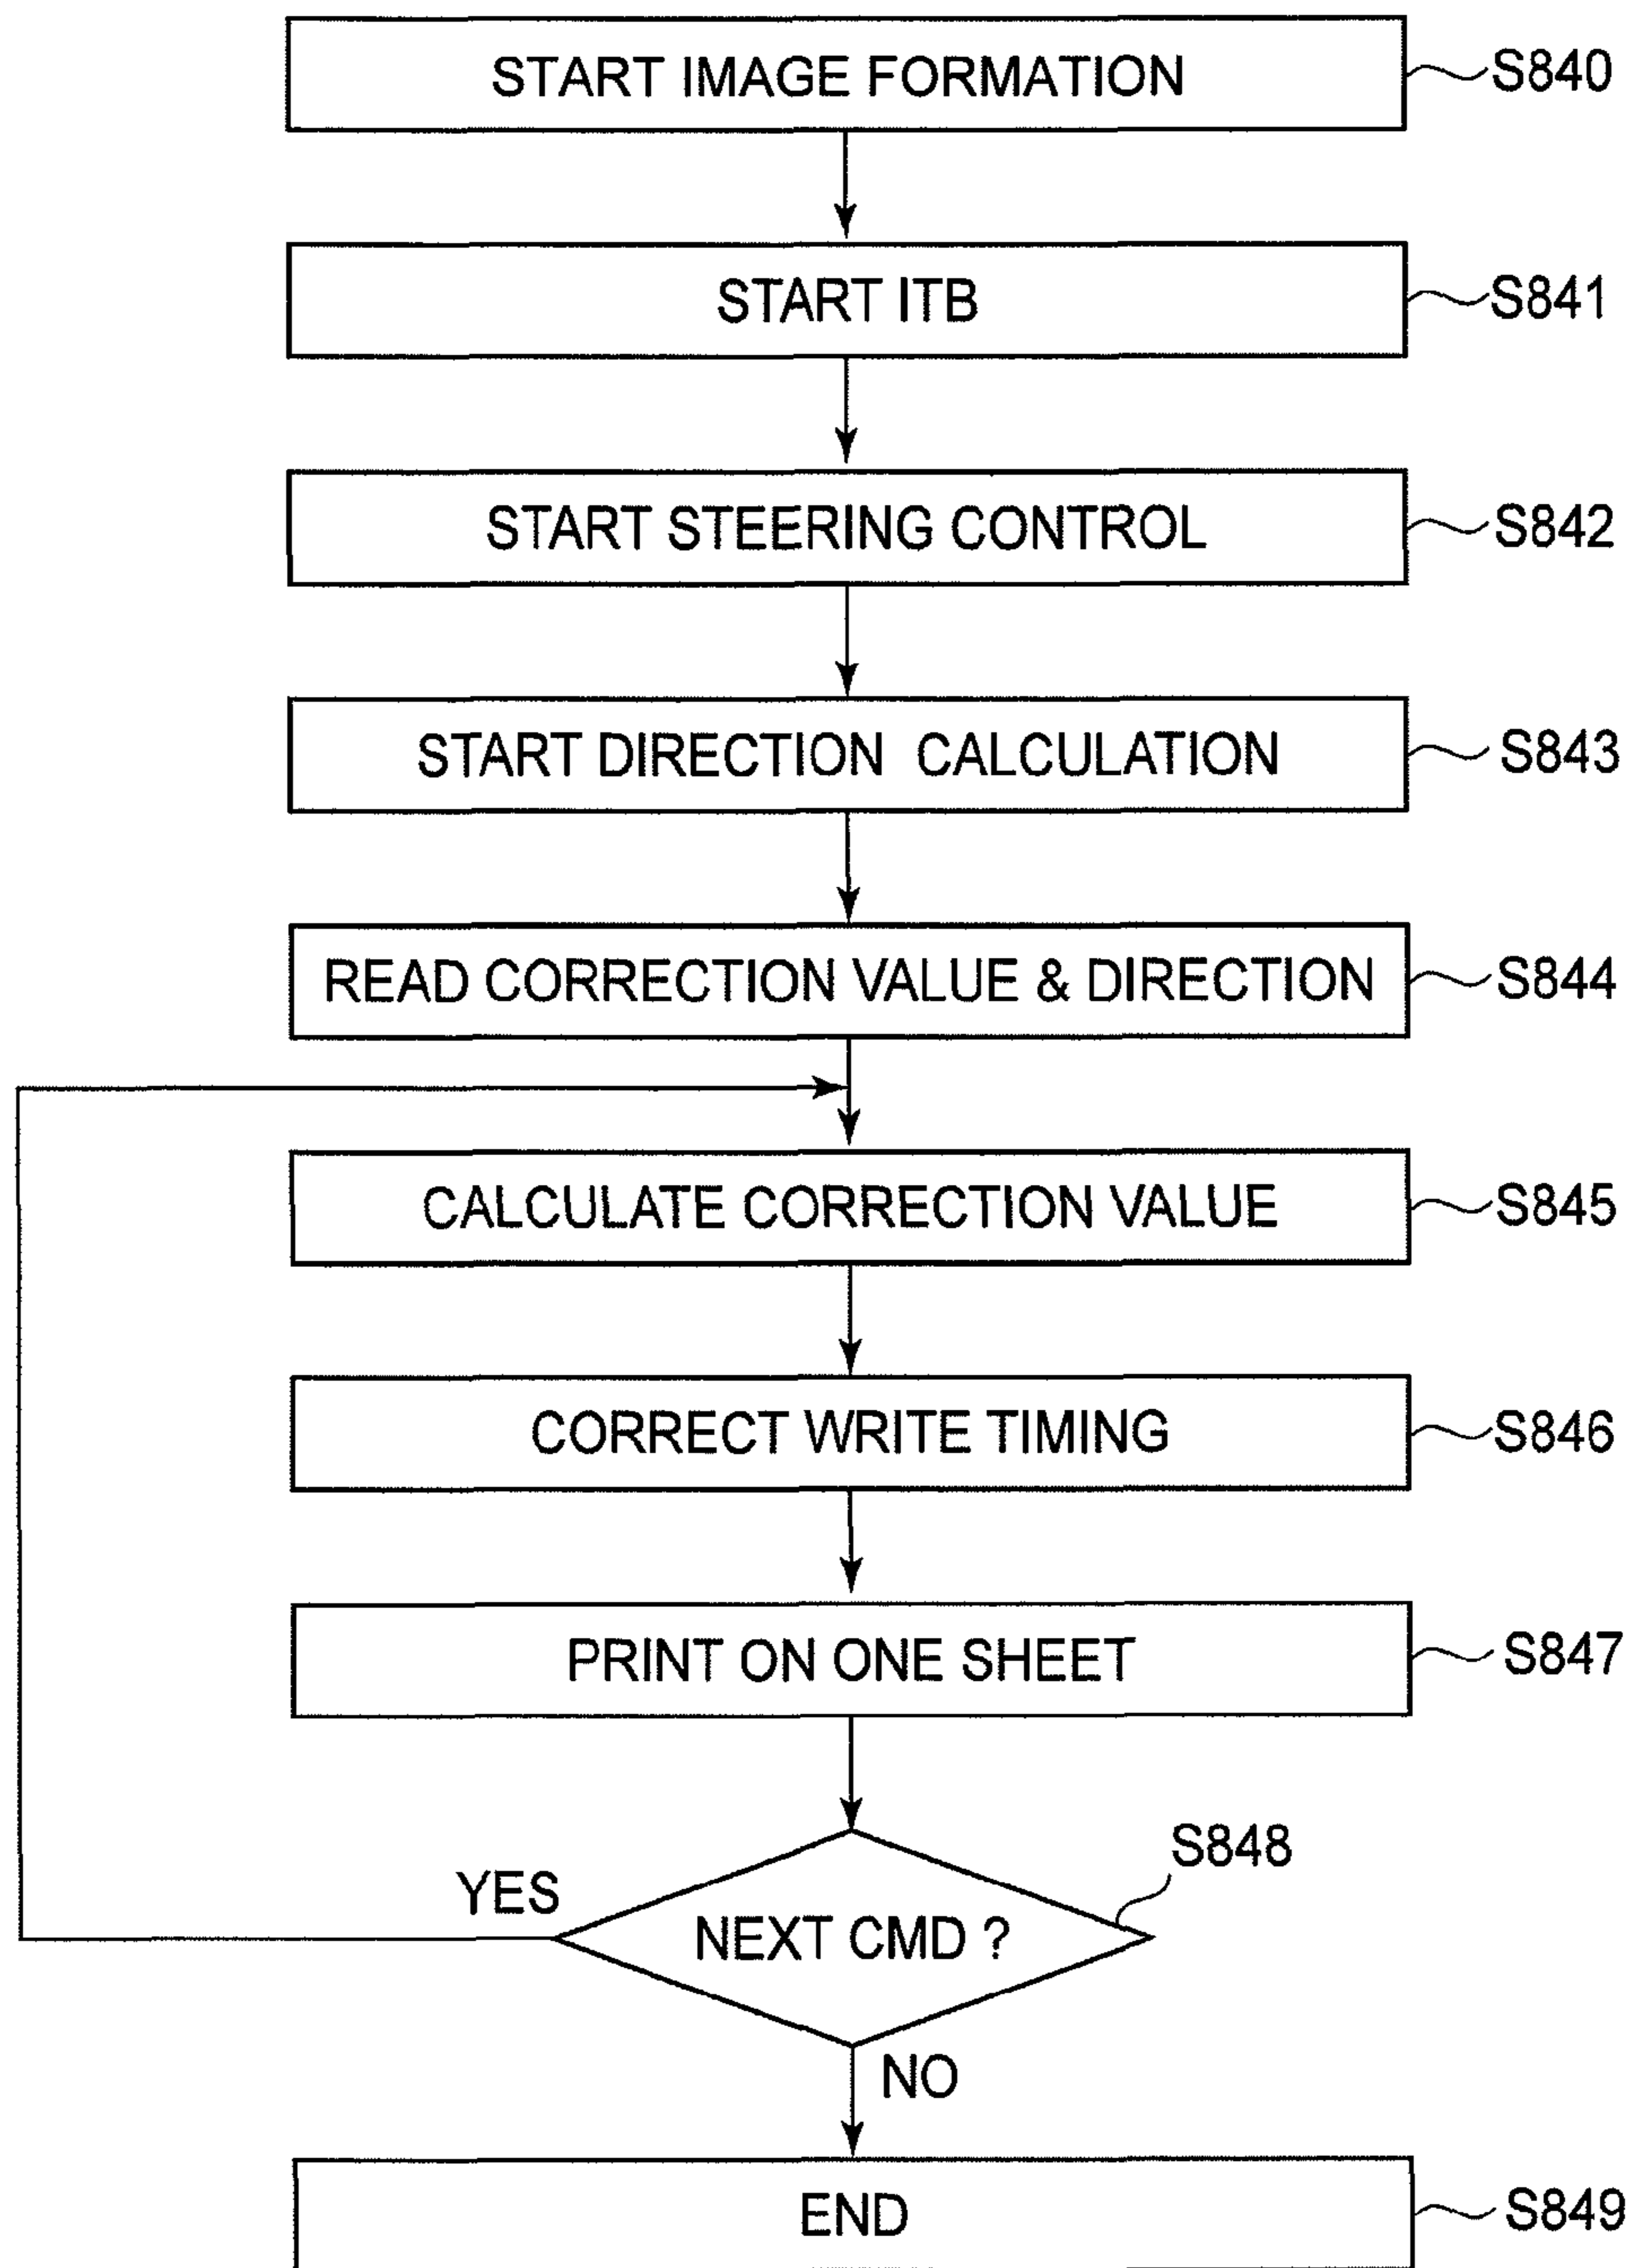 START IMAGE FORMATION S840
START ITB S841
START STEERING CONTROL S842
START DIRECTION CALCULATION S843
READ CORRECTION VALUE & DIRECTION S844
CALCULATE CORRECTION VALUE S845
CORRECT WRITE TIMING S846
PRINT ON ONE SHEET S847
S848
YES
NEXT CMD ?
NO
END S849